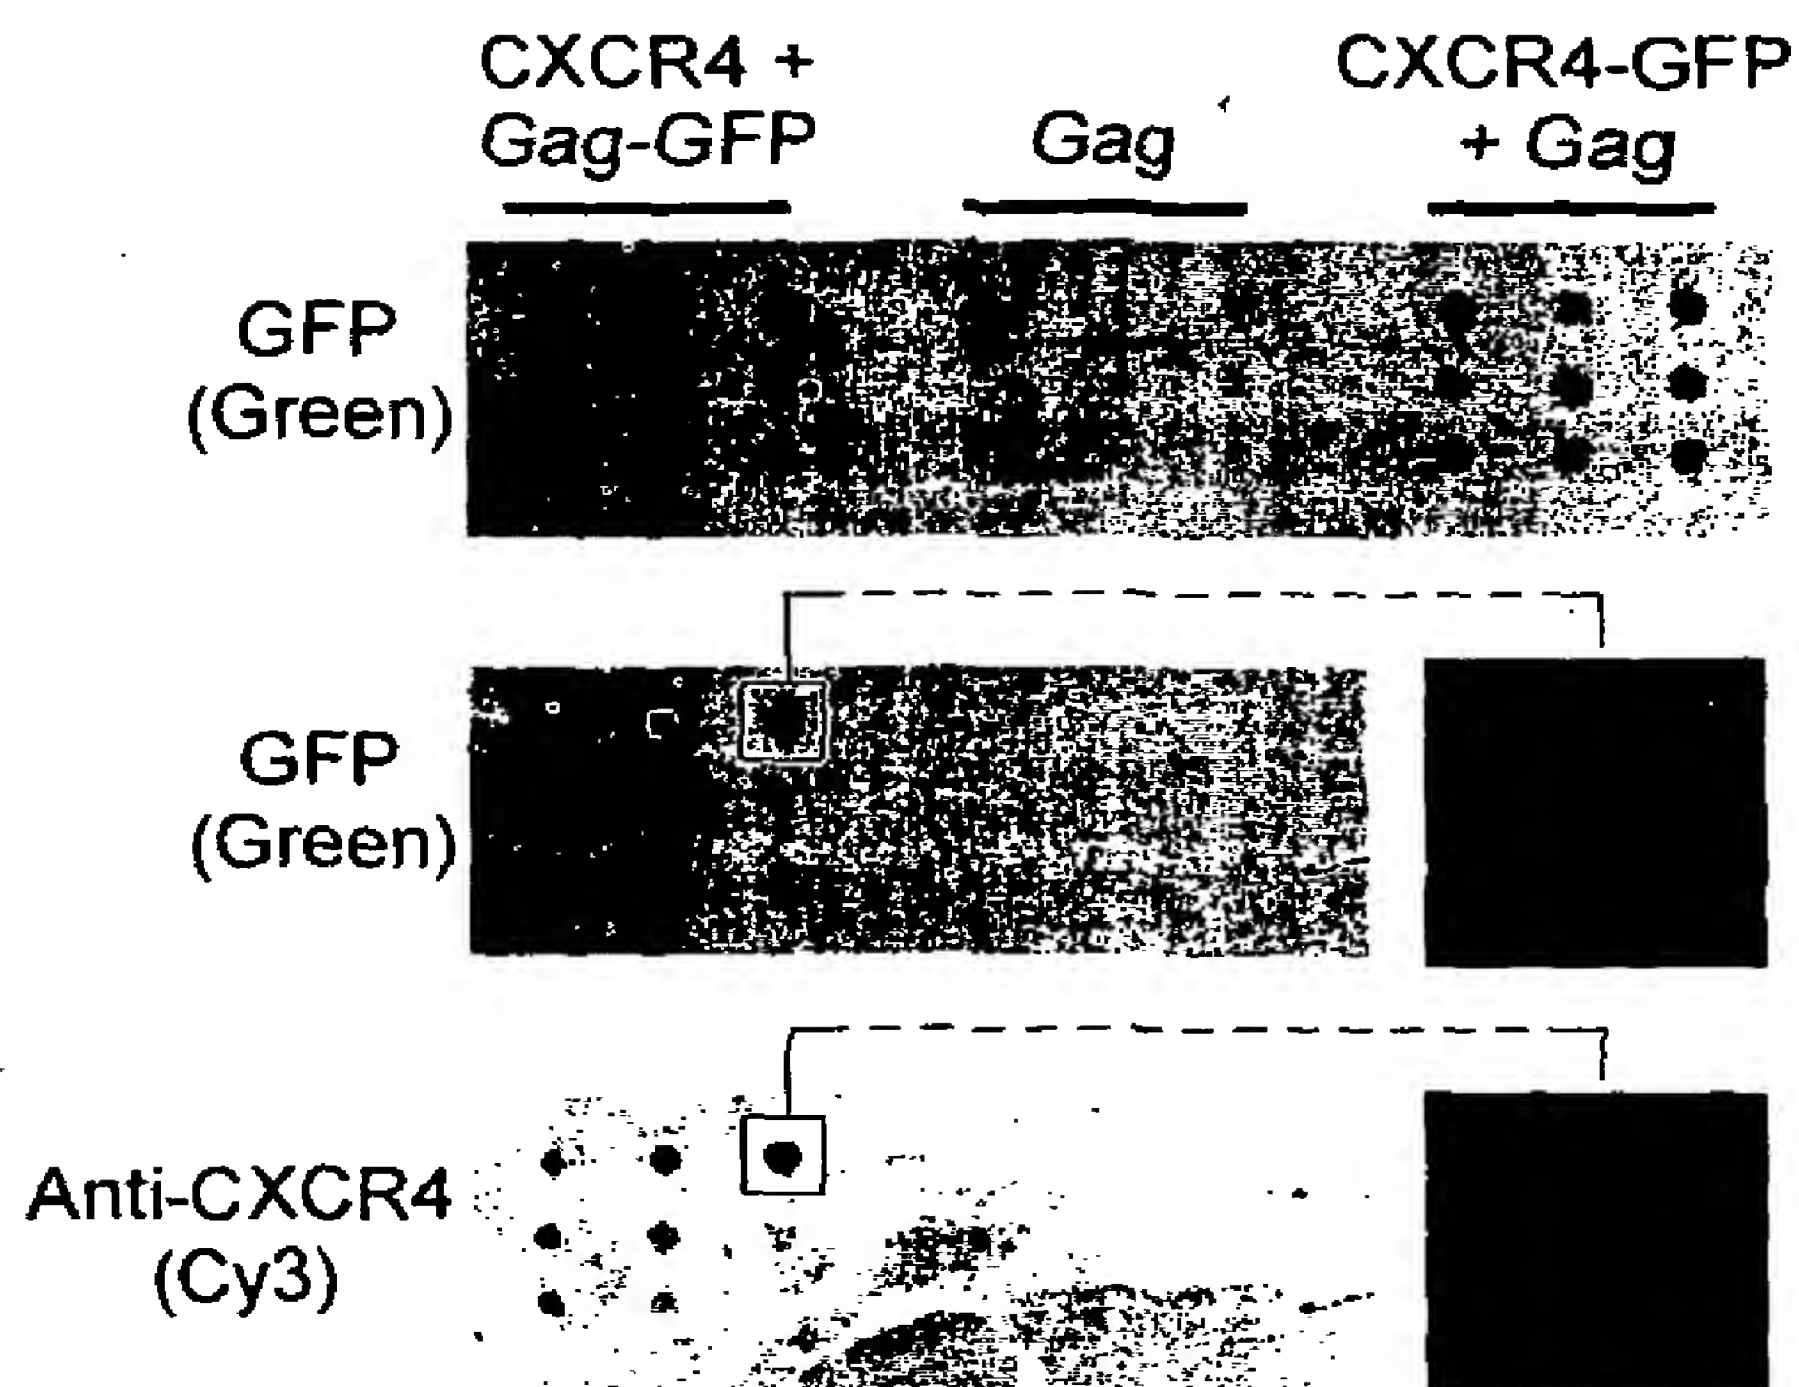 CXCR4 +
Gag-GFP
Gag
CXCR4-GFP
+ Gag
GFP
(Green)
GFP
(Green)
Anti-CXCR4
(Cy3)